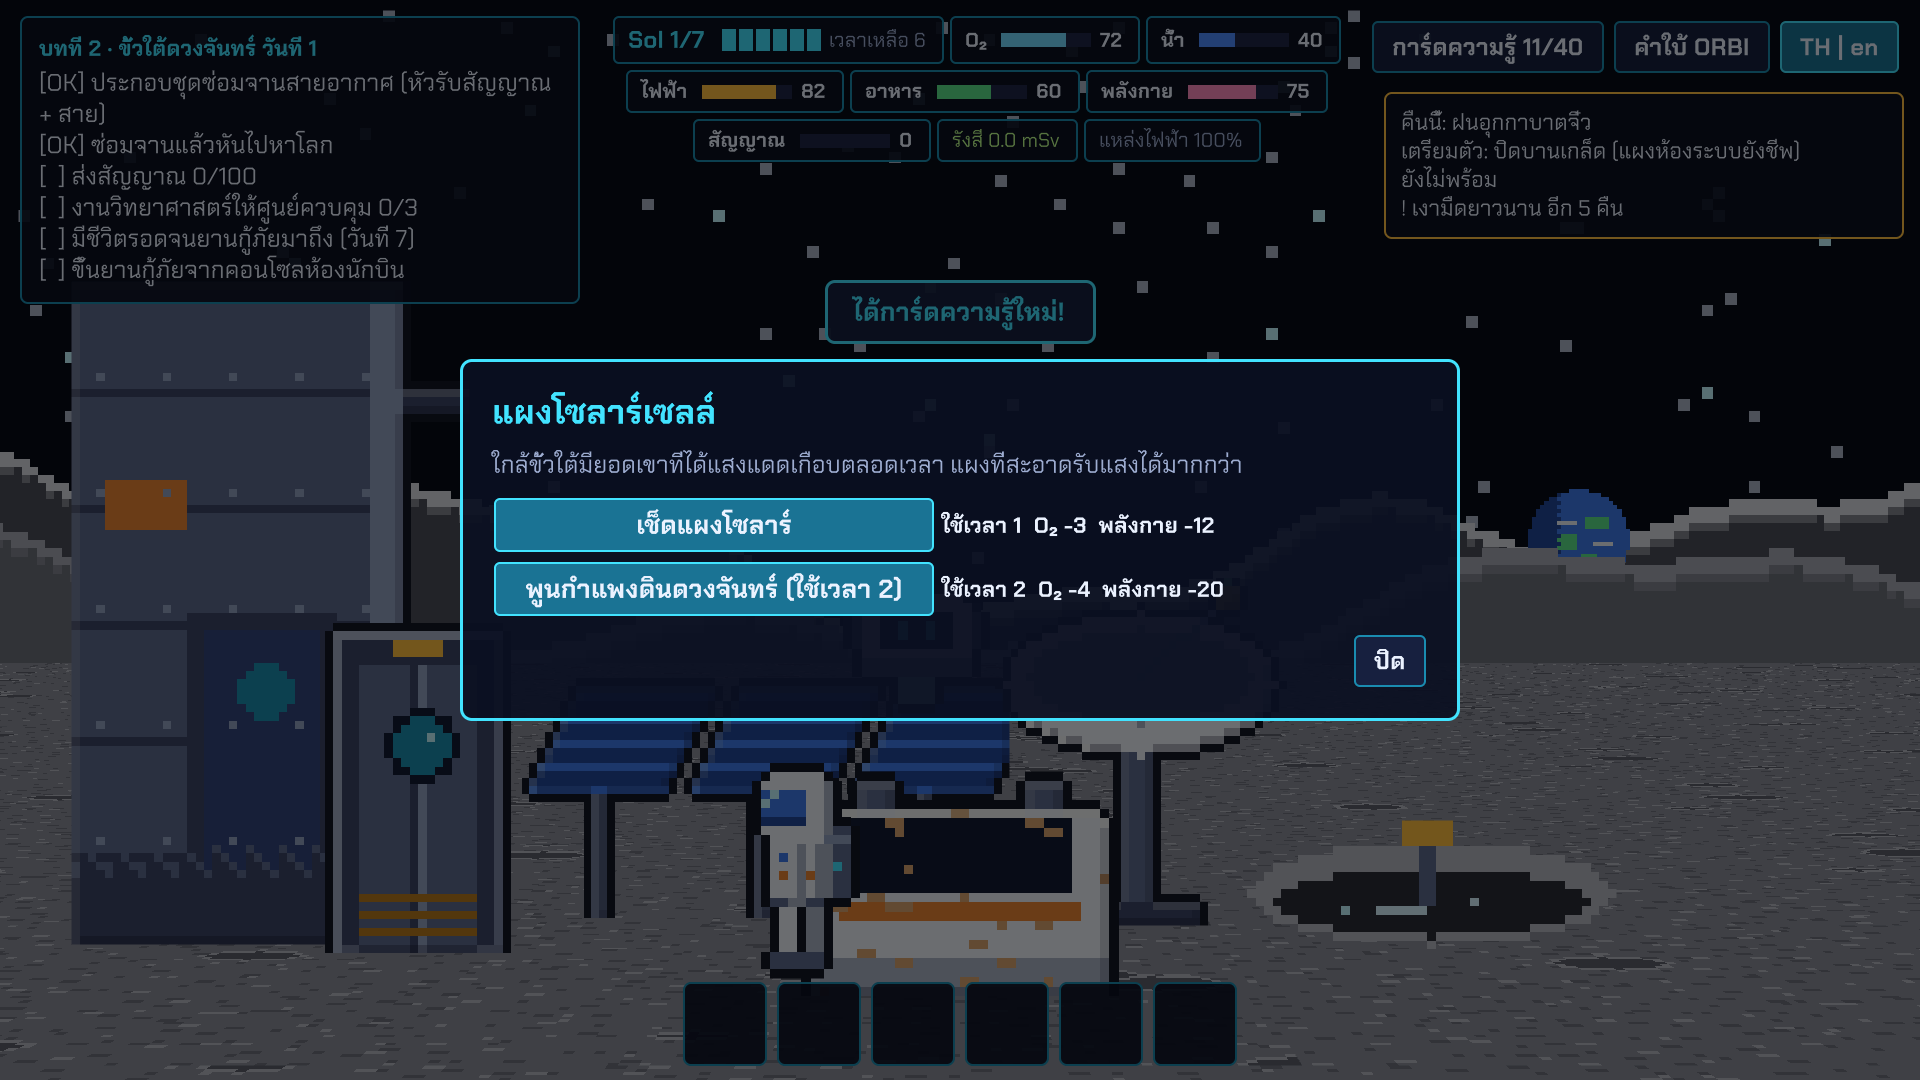 บทที่ 2 · ขั้วใต้ดวงจันทร์ วันที่ 1
[OK] ประกอบชุดซ่อมจานสายอากาศ (หัวรับสัญญาณ
+ สาย)
[OK] ซ่อมจานแล้วหันไปหาโลก
[ ] ส่งสัญญาณ 0/100
[ ] งานวิทยาศาสตร์ให้ศูนย์ควบคุม 0/3
[ ] มีชีวิตรอดจนยานกู้ภัยมาถึง (วันที่ 7)
[ ] ขึ้นยานกู้ภัยจากคอนโซลห้องนักบิน
Sol 1/7 เวลาเหลือ 6
O₂ 72
น้ำ 40
ไฟฟ้า 82
อาหาร 60
พลังกาย 75
สัญญาณ 0
รังสี 0.0 mSv
แหล่งไฟฟ้า 100%
การ์ดความรู้ 11/40
คำใบ้ ORBI
TH | en
คืนนี้: ฝนอุกกาบาตจิ๋ว
เตรียมตัว: ปิดบานเกล็ด (แผงห้องระบบยังชีพ)
ยังไม่พร้อม
! เงามืดยาวนาน อีก 5 คืน
ได้การ์ดความรู้ใหม่!
แผงโซลาร์เซลล์
ใกล้ขั้วใต้มียอดเขาที่ได้แสงแดดเกือบตลอดเวลา แผงที่สะอาดรับแสงได้มากกว่า
เช็ดแผงโซลาร์ ใช้เวลา 1 O₂ -3 พลังกาย -12
พูนกำแพงดินดวงจันทร์ (ใช้เวลา 2) ใช้เวลา 2 O₂ -4 พลังกาย -20
ปิด